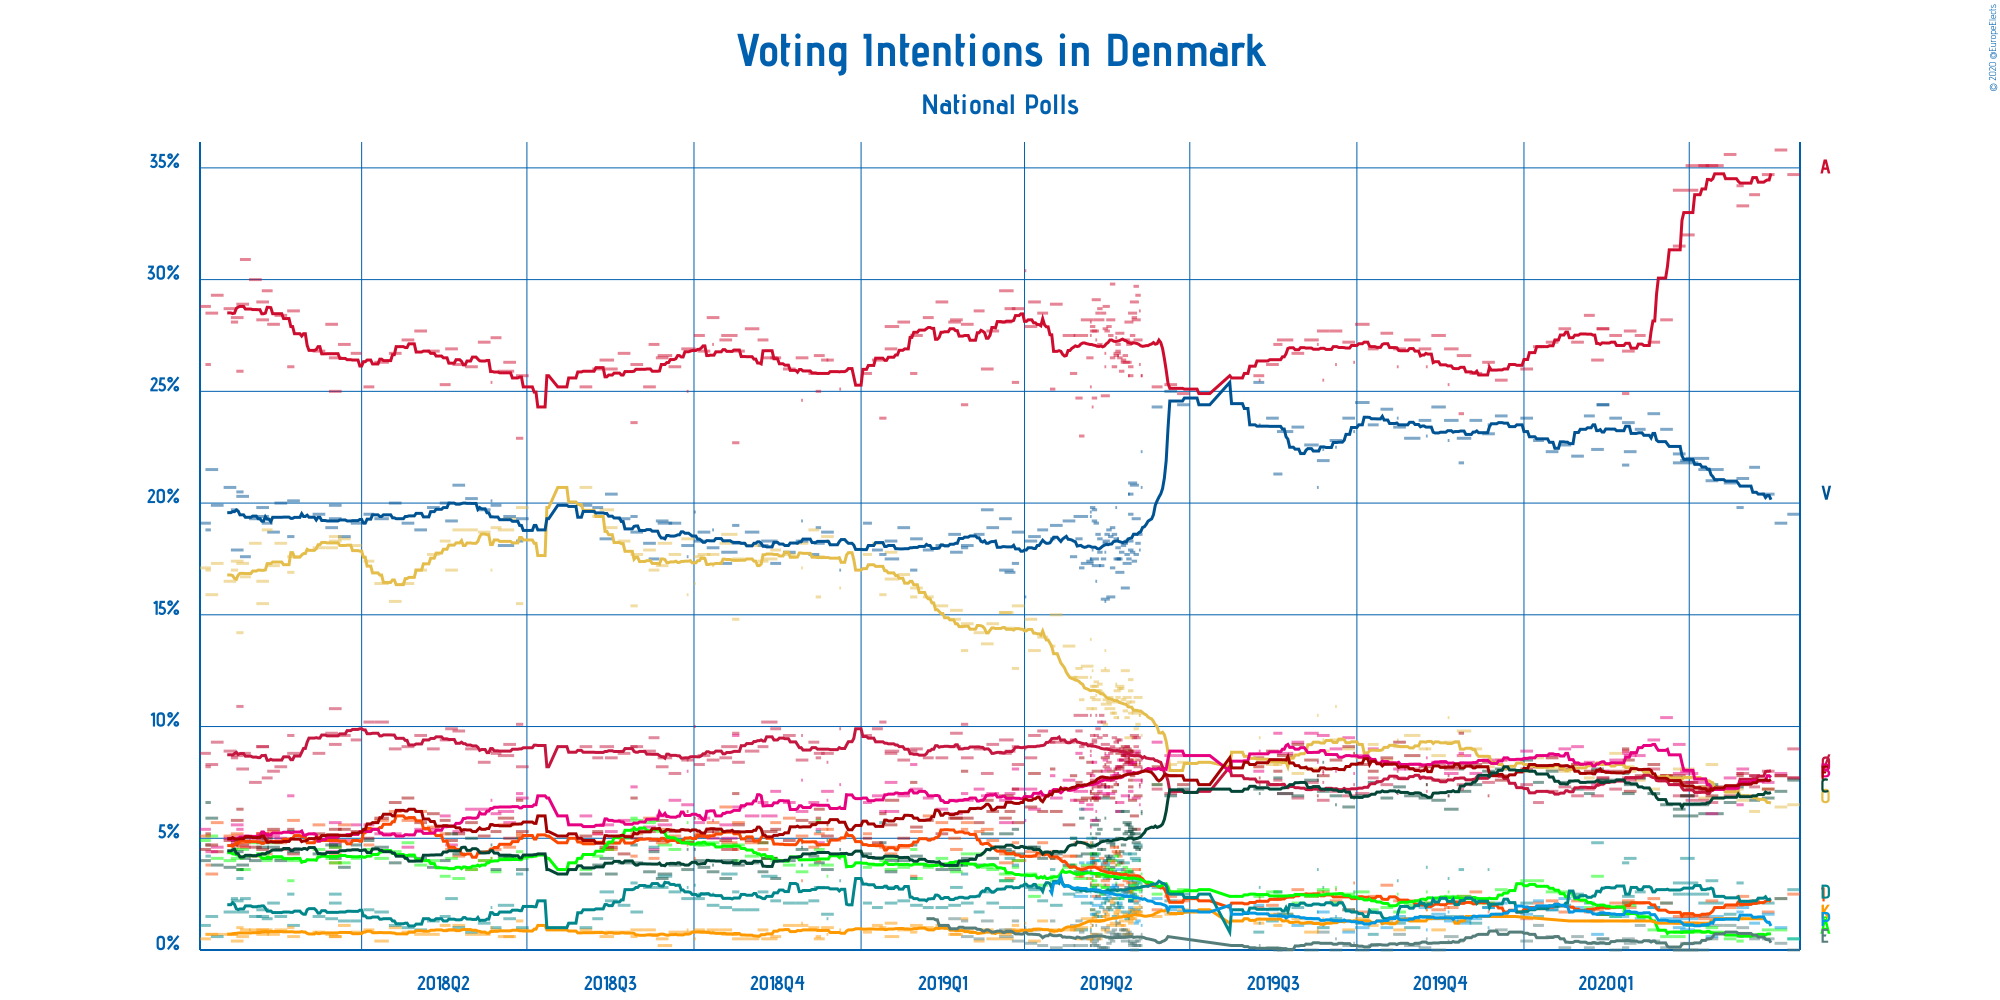 © 2020 @EuropeElects
Voting Intentions in Denmark
National Polls
35%
30%
25%
20%
15%
10%
5%
0%
A
V
C
O
D
K
E
2018Q2 2018Q3 2018Q4 2019Q1 2019Q2 2019Q3 2019Q4 2020Q1